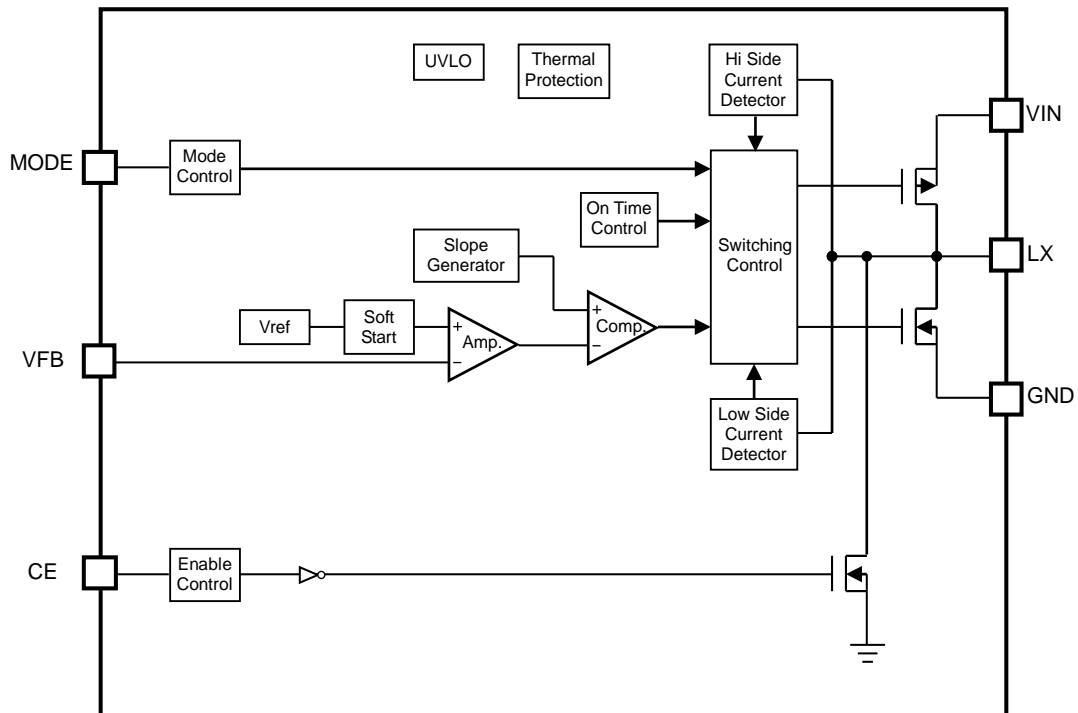 UVLO
Thermal
Protection
Hi Side
Current
Detector
VIN
MODE
Mode
Control
On Time
Control
Switching
Control
LX
Slope
Generator
Vref
Soft
Start
+
Amp.
−
+
Comp.
−
VFB
GND
Low Side
Current
Detector
CE
Enable
Control